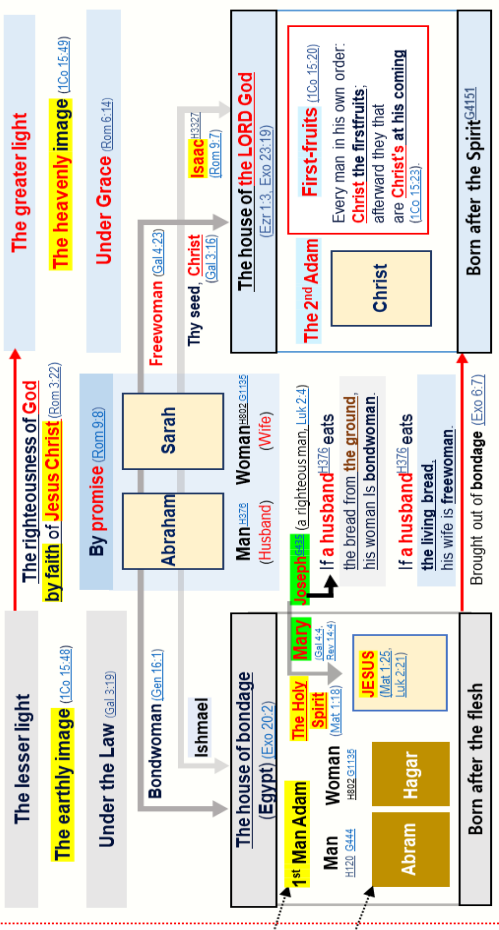 The lesser light
The righteousness of God
by faith of Jesus Christ (Rom 3:22)
The greater light
The earthly image (1Co 15:48)
The heavenly image (1Co 15:49)
Under the Law (Gal 3:19)
By promise (Rom 9:8)
Under Grace (Rom 6:14)
Bondwoman (Gen 16:1)
Abraham
Sarah
Freewoman (Gal 4:23)
Thy seed, Christ
(Gal 3:16)
Ishmael
Isaac H3327
(Rom 9:7)
Man H376
(Husband)
Woman H802 G1135
(Wife)
The house of bondage
(Egypt) (Exo 20:2)
The house of the LORD God
(Ezr 1:3, Exo 23:19)
1st Man Adam
The Holy
Spirit
(Mat 1:18)
Mary
(Gal 4:4,
Rev 14:4)
Joseph G435 (a righteous man, Luk 2:4)
Man
H120 G444
Woman
H802 G1135
JESUS
(Mat 1:25,
Luk 2:21)
Abram
Hagar
If a husband H376 eats
the bread from the ground,
his woman Is bondwoman.
If a husband H376 eats
the living bread,
his wife is freewoman.
The 2nd Adam
Christ
First-fruits (1Co 15:20)
Every man in his own order:
Christ the firstfruits;
afterward they that
are Christ's at his coming
(1Co 15:23).
Born after the flesh
Brought out of bondage (Exo 6:7)
Born after the Spirit G4151